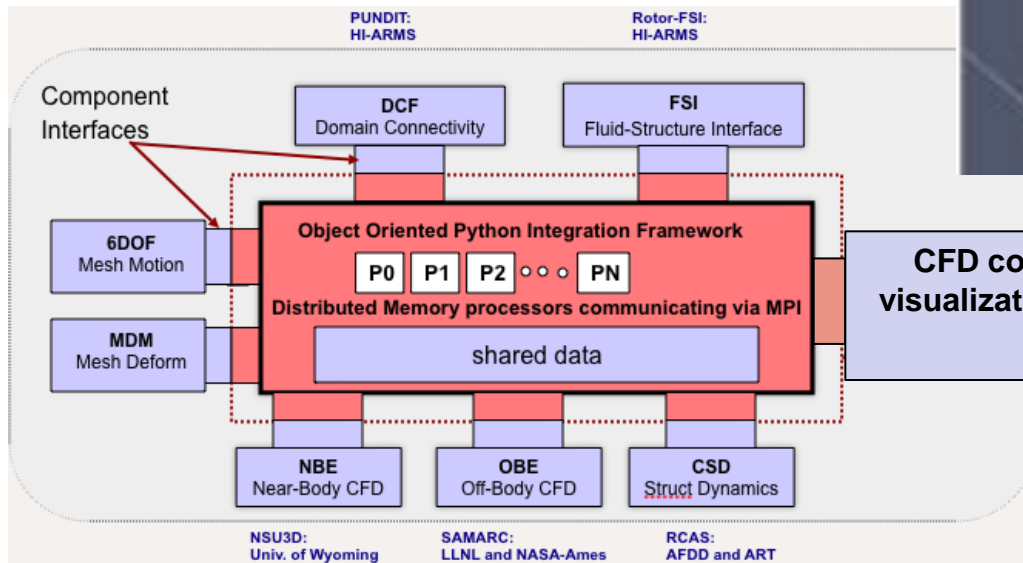 PUNDIT:
HI-ARMS
Rotor-FSI:
HI-ARMS
Component
Interfaces
DCF
Domain Connectivity
FSI
Fluid-Structure Interface
6DOF
Mesh Motion
Object Oriented Python Integration Framework
P0 P1 P2 ooo PN
Distributed Memory processors communicating via MPI
CFD co
visualizat
MDM
Mesh Deform
shared data
NBE
Near-Body CFD
OBE
Off-Body CFD
CSD
Struct Dynamics
NSU3D:
Univ. of Wyoming
SAMARC:
LLNL and NASA-Ames
RCAS:
AFDD and ART